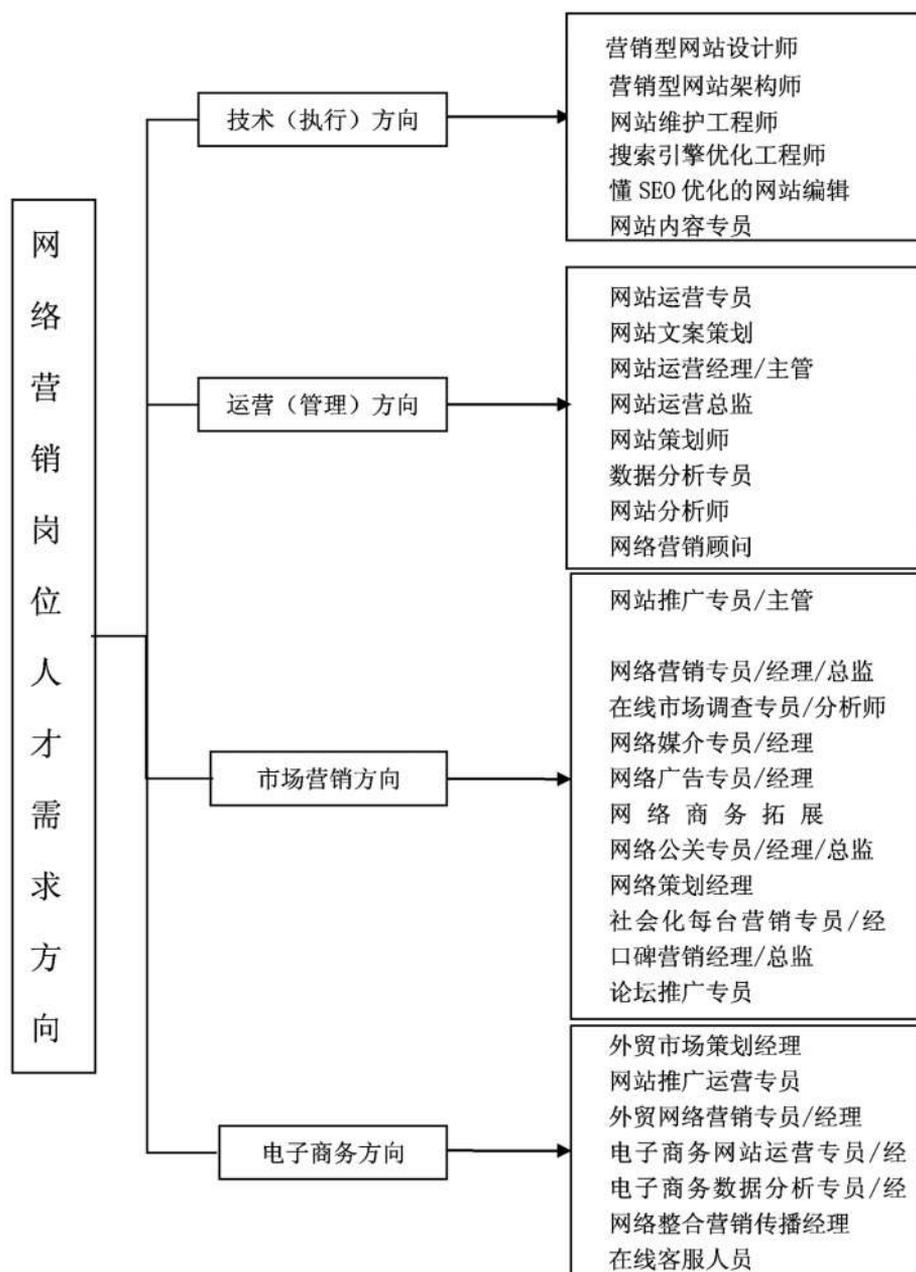 网络营销岗位人才需求方向
技术（执行）方向
营销型网站设计师
营销型网站架构师
网站维护工程师
搜索引擎优化工程师
懂 SEO 优化的网站编辑
网站内容专员
运营（管理）方向
网站运营专员
网站文案策划
网站运营经理/主管
网站运营总监
网站策划师
数据分析专员
网站分析师
网络营销顾问
市场营销方向
网站推广专员/主管
网络营销专员/经理/总监
在线市场调查专员/分析师
网络媒介专员/经理
网络广告专员/经理
网络商务拓展
网络公关专员/经理/总监
网络策划经理
社会化每台营销专员/经
口碑营销经理/总监
论坛推广专员
电子商务方向
外贸市场策划经理
网站推广运营专员
外贸网络营销专员/经理
电子商务网站运营专员/经
电子商务数据分析专员/经
网络整合营销传播经理
在线客服人员